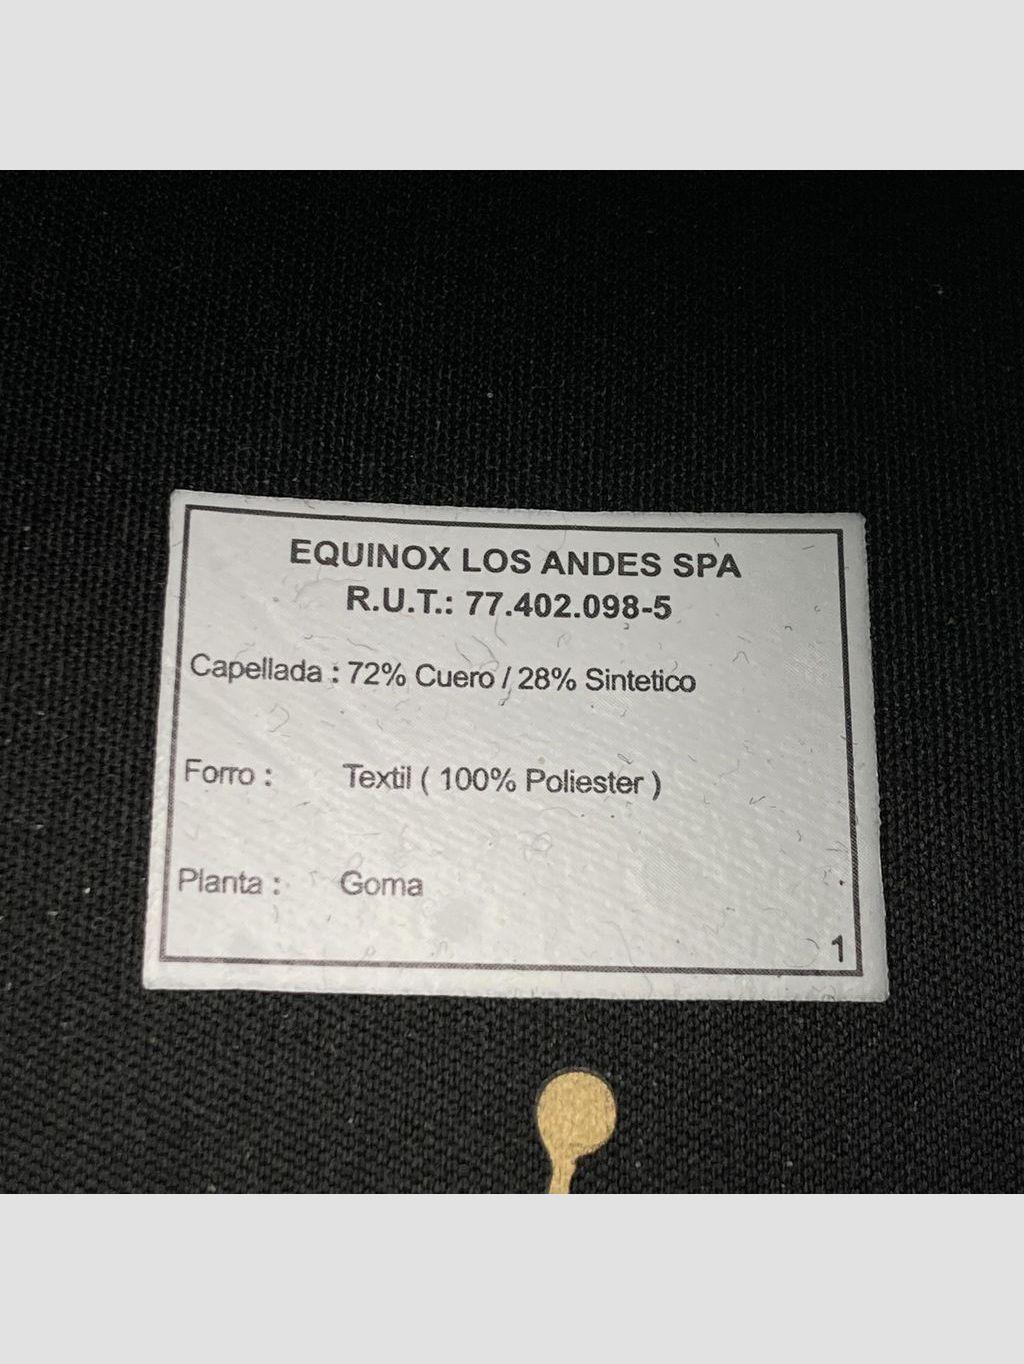 EQUINOX LOS ANDES SPA
R.U.T.: 77.402.098-5
Capellada : 72% Cuero / 28% Sintetico
Forro : Textil ( 100% Poliester )
Planta : Goma
1